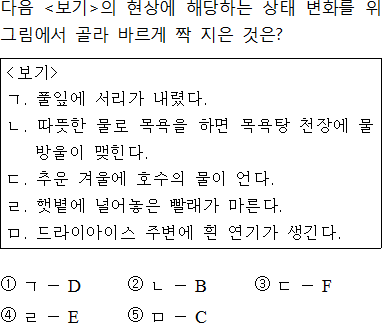 다음 <보기>의 현상에 해당하는 상태 변화를 위
그림에서 골라 바르게 짝 지은 것은?
<보기>
ㄱ. 풀잎에 서리가 내렸다.
ㄴ. 따뜻한 물로 목욕을 하면 목욕탕 천장에 물
방울이 맺힌다.
ㄷ. 추운 겨울에 호수의 물이 언다.
ㄹ. 햇볕에 널어놓은 빨래가 마른다.
ㅁ. 드라이아이스 주변에 흰 연기가 생긴다.
① ㄱ - D ② ㄴ - B ③ ㄷ - F
④ ㄹ - E ⑤ ㅁ - C